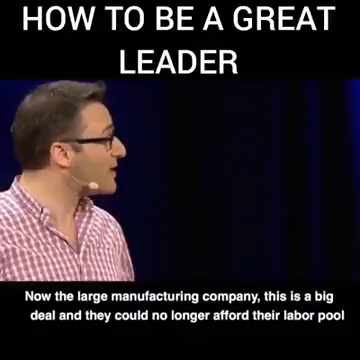 HOW TO BE A GREAT
LEADER
Now the large manufacturing company, this is a big
deal and they could no longer afford their labor pool